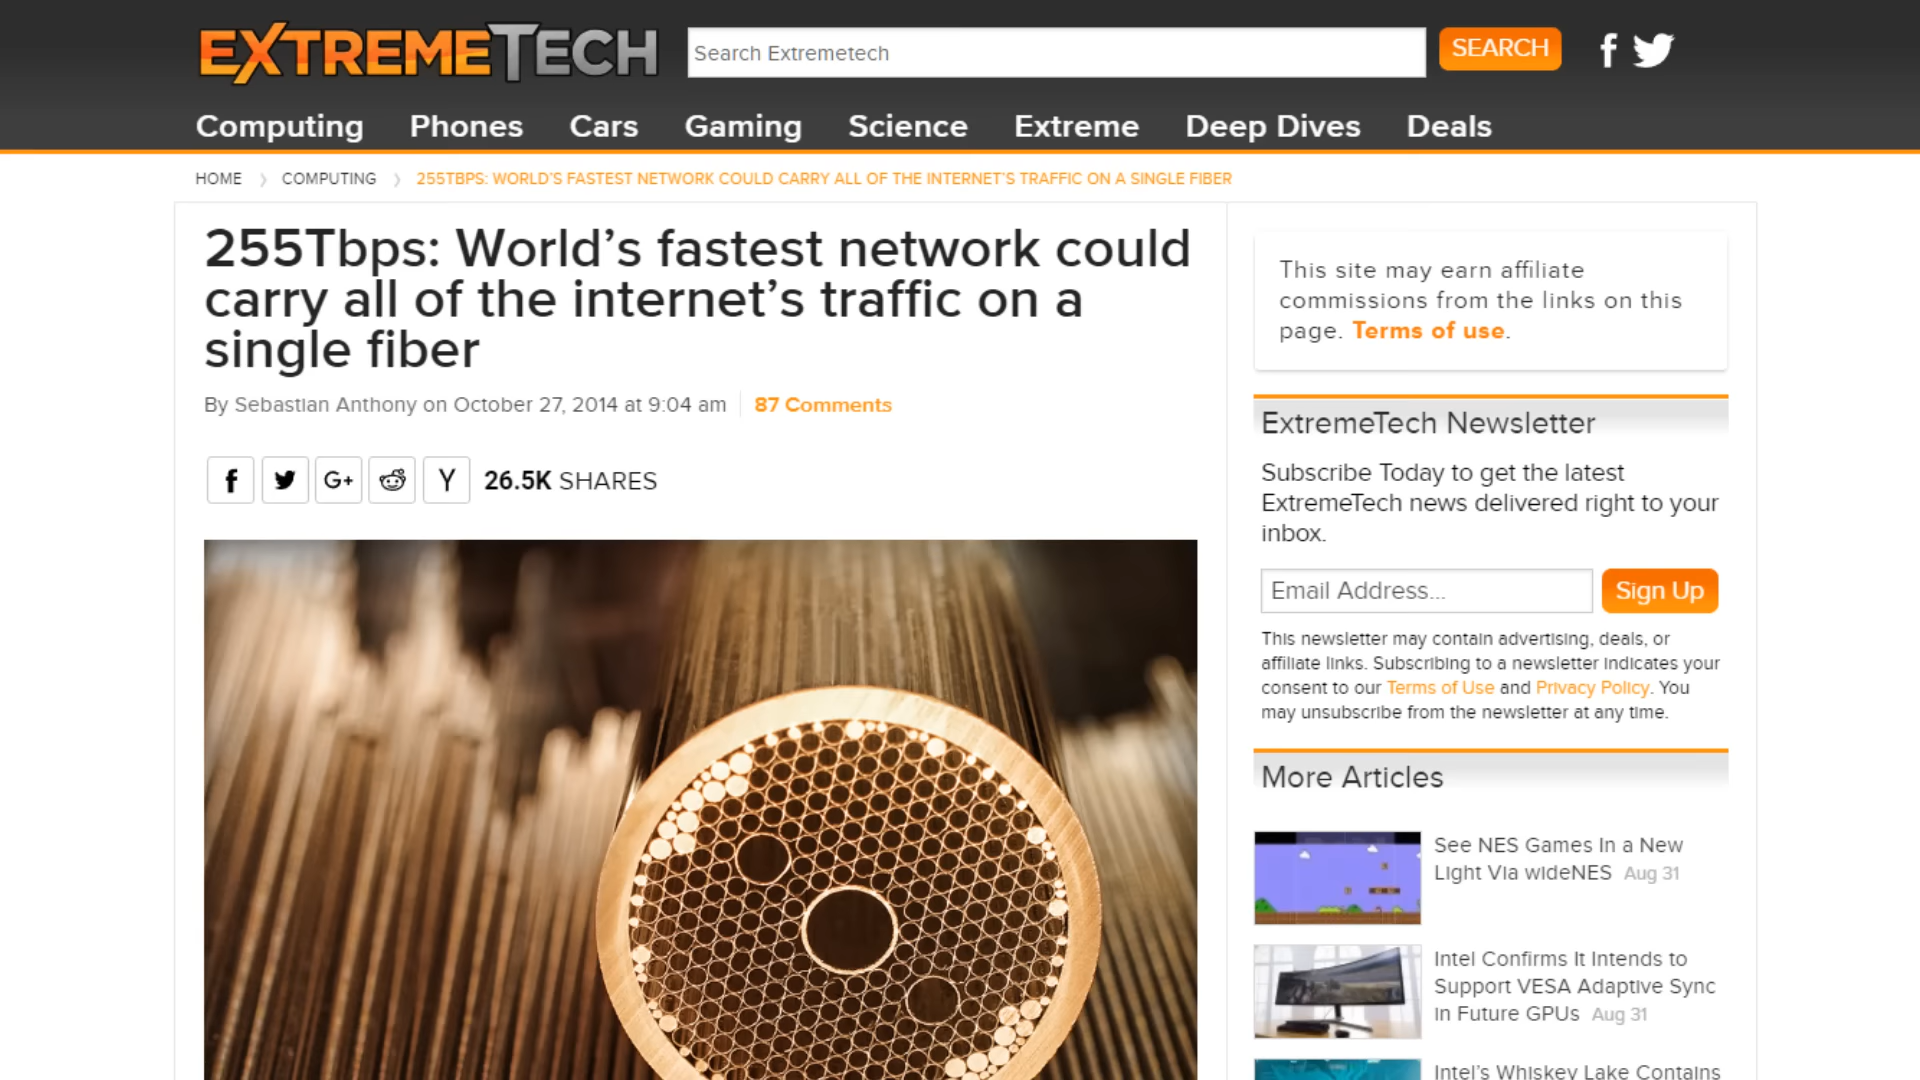 EXTREMETECH
Search Extremetech
SEARCH
Computing Phones Cars Gaming Science Extreme Deep Dives Deals
HOME COMPUTING 255TBPS: WORLD'S FASTEST NETWORK COULD CARRY ALL OF THE INTERNET'S TRAFFIC ON A SINGLE FIBER
255Tbps: World's fastest network could
carry all of the internet's traffic on a
single fiber
By Sebastian Anthony on October 27, 2014 at 9:04 am 87 Comments
f G+ Y 26.5K SHARES
This site may earn affiliate
commissions from the links on this
page. Terms of use.
ExtremeTech Newsletter
Subscribe Today to get the latest
ExtremeTech news delivered right to your
inbox.
Email Address...
Sign Up
This newsletter may contain advertising, deals, or
affiliate links. Subscribing to a newsletter indicates your
consent to our Terms of Use and Privacy Policy. You
may unsubscribe from the newsletter at any time.
More Articles
See NES Games In a New
Light Via wideNES Aug 31
Intel Confirms It Intends to
Support VESA Adaptive Sync
in Future GPUs Aug 31
Intel's Whiskey Lake Contains